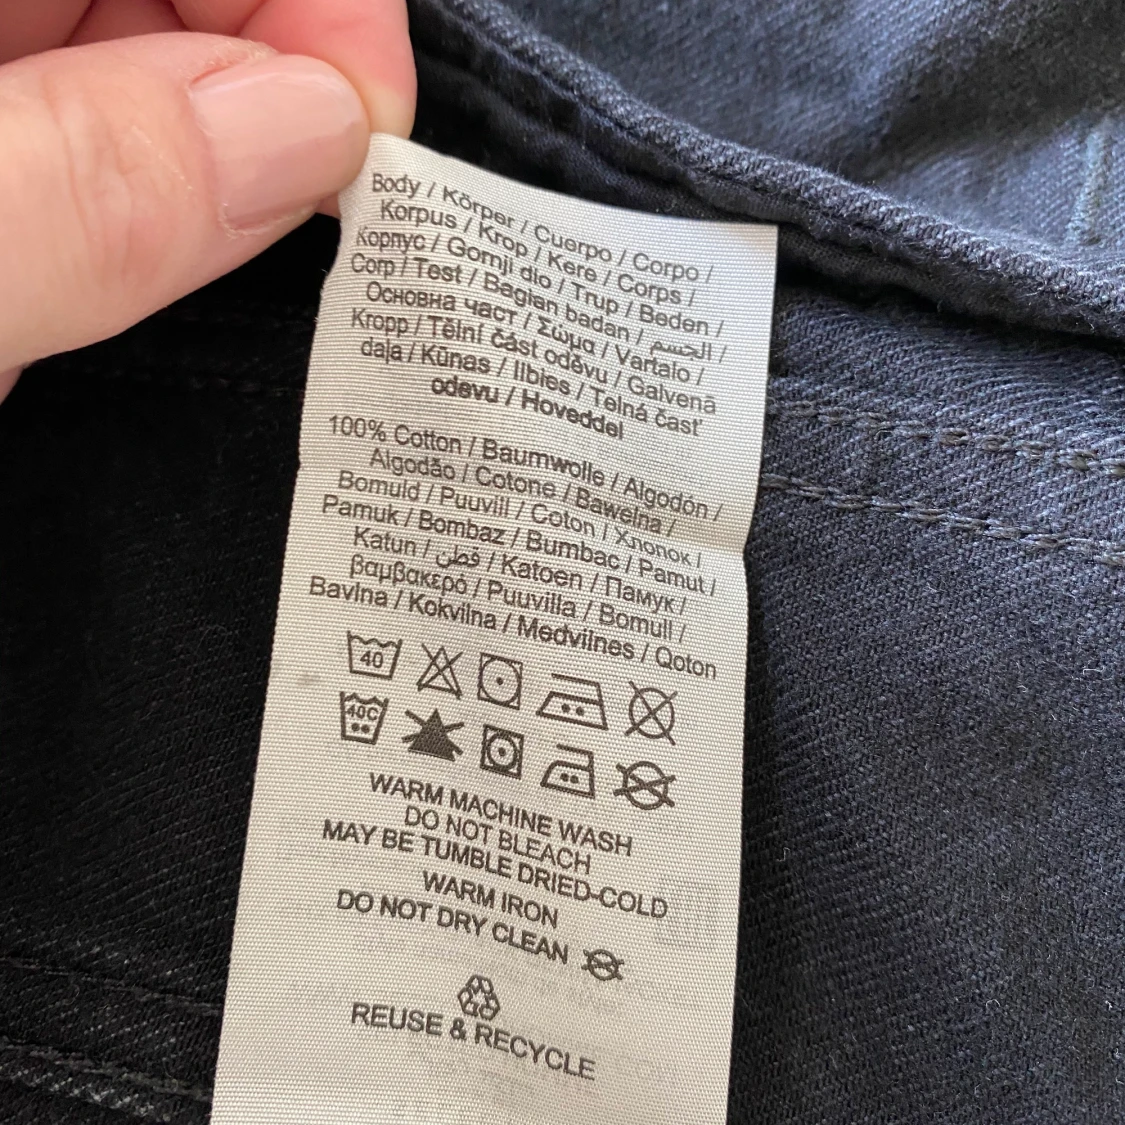 Body / Körper / Cuerpo / Corpo /
Korpus / Krop / Kere / Corps /
Корпус / Gornji dio / Trup / Beden /
Corp / Test / Bagian badan / الجسم /
Основна част / Σώμα / Vartalo /
Kropp / Tělní část oděvu / Galvenā
daļa / Kūnas / Ilbies / Telná časť
odevu / Hoveddel
100% Cotton / Baumwolle / Algodón /
Algodão / Cotone / Bawełna /
Bomuld / Puuvill / Coton / Хлопок /
Pamuk / Bombaz / Bumbac / Pamut /
Katun / قطن / Katoen / Памук /
βαμβακερό / Puuvilla / Bomull /
Bavlna / Kokvilna / Medvilnes / Qoton
40
40C
WARM MACHINE WASH
DO NOT BLEACH
MAY BE TUMBLE DRIED-COLD
WARM IRON
DO NOT DRY CLEAN
REUSE & RECYCLE